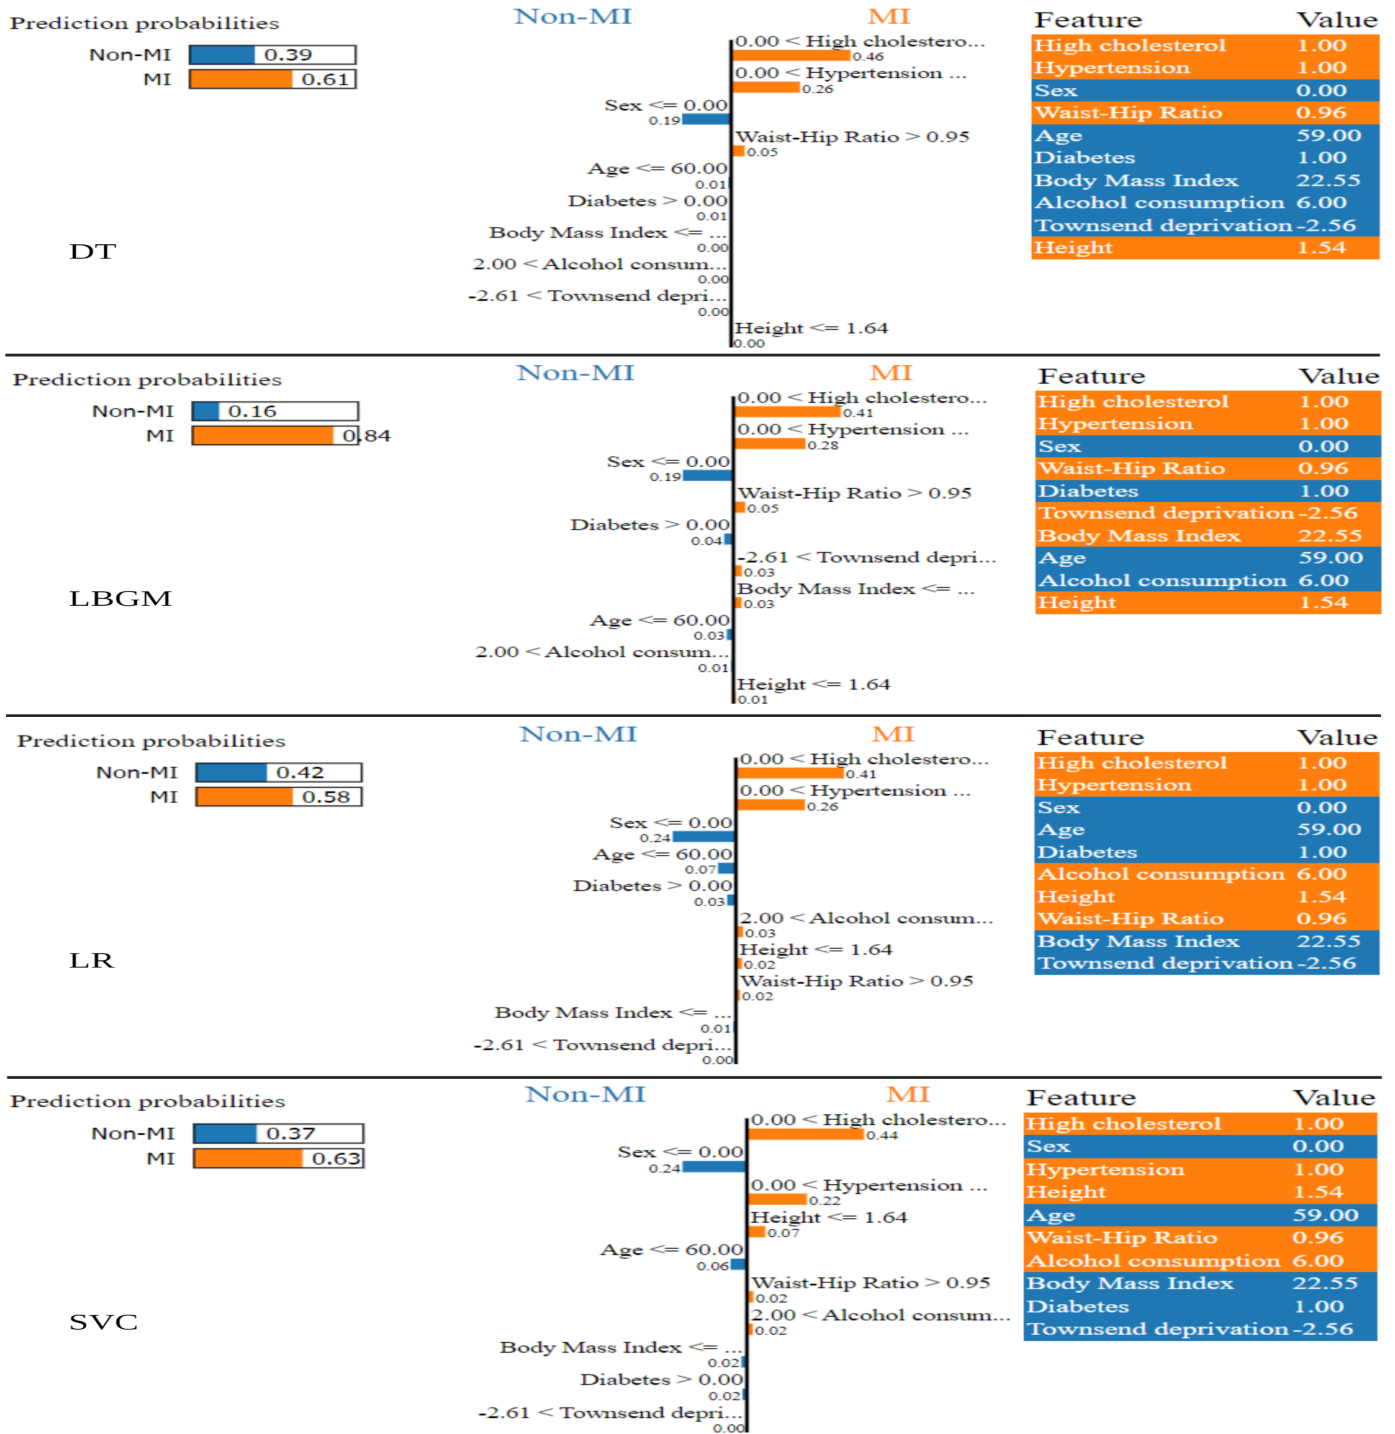 Prediction probabilities
Non-MI 0.39
MI 0.61
Non-MI MI
0.00 < High cholestero...
0.46
0.00 < Hypertension ...
0.26
Sex <= 0.00
0.19
Waist-Hip Ratio > 0.95
0.05
Age <= 60.00
0.01
Diabetes > 0.00
0.01
Body Mass Index <= ...
0.00
2.00 < Alcohol consum...
0.00
-2.61 < Townsend depri...
0.00
Height <= 1.64
0.00
Feature Value
High cholesterol 1.00
Hypertension 1.00
Sex 0.00
Waist-Hip Ratio 0.96
Age 59.00
Diabetes 1.00
Body Mass Index 22.55
Alcohol consumption 6.00
Townsend deprivation -2.56
Height 1.54
DT
Prediction probabilities
Non-MI 0.16
MI 0.84
Non-MI MI
0.00 < High cholestero...
0.41
0.00 < Hypertension ...
0.28
Sex <= 0.00
0.19
Waist-Hip Ratio > 0.95
0.05
Diabetes > 0.00
0.04
-2.61 < Townsend depri...
0.03
Body Mass Index <= ...
0.03
Age <= 60.00
0.03
2.00 < Alcohol consum...
0.01
Height <= 1.64
0.01
Feature Value
High cholesterol 1.00
Hypertension 1.00
Sex 0.00
Waist-Hip Ratio 0.96
Diabetes 1.00
Townsend deprivation -2.56
Body Mass Index 22.55
Age 59.00
Alcohol consumption 6.00
Height 1.54
LBGM
Prediction probabilities
Non-MI 0.42
MI 0.58
Non-MI MI
0.00 < High cholestero...
0.41
0.00 < Hypertension ...
0.26
Sex <= 0.00
0.24
Age <= 60.00
0.07
Diabetes > 0.00
0.03
2.00 < Alcohol consum...
0.03
Height <= 1.64
0.02
Waist-Hip Ratio > 0.95
0.02
Body Mass Index <= ...
0.01
-2.61 < Townsend depri...
0.00
Feature Value
High cholesterol 1.00
Hypertension 1.00
Sex 0.00
Age 59.00
Diabetes 1.00
Alcohol consumption 6.00
Height 1.54
Waist-Hip Ratio 0.96
Body Mass Index 22.55
Townsend deprivation -2.56
LR
Prediction probabilities
Non-MI 0.37
MI 0.63
Non-MI MI
0.00 < High cholestero...
0.44
Sex <= 0.00
0.24
0.00 < Hypertension ...
0.22
Height <= 1.64
0.07
Age <= 60.00
0.06
Waist-Hip Ratio > 0.95
0.02
2.00 < Alcohol consum...
0.02
Body Mass Index <= ...
0.02
Diabetes > 0.00
0.02
-2.61 < Townsend depri...
0.00
Feature Value
High cholesterol 1.00
Sex 0.00
Hypertension 1.00
Height 1.54
Age 59.00
Waist-Hip Ratio 0.96
Alcohol consumption 6.00
Body Mass Index 22.55
Diabetes 1.00
Townsend deprivation -2.56
SVC